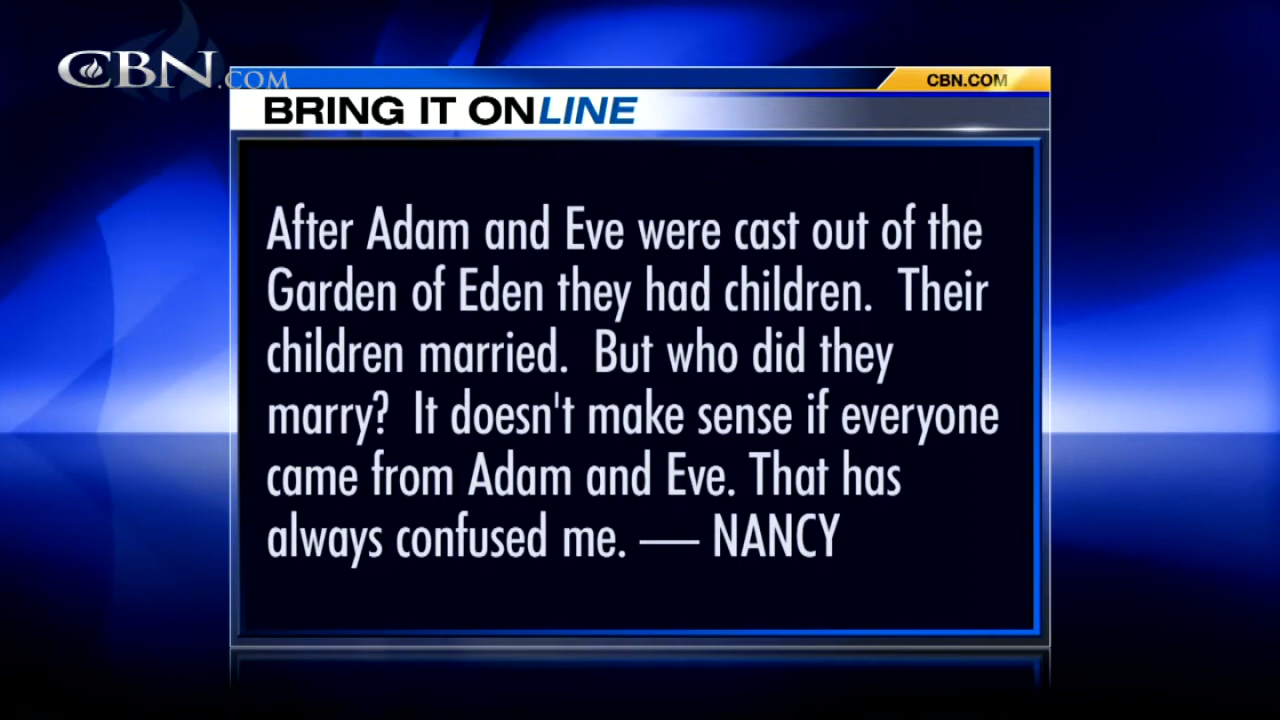 CBN.COM
CBN.COM
BRING IT ONLINE
After Adam and Eve were cast out of the
Garden of Eden they had children.  Their
children married.  But who did they
marry?  It doesn't make sense if everyone
came from Adam and Eve. That has
always confused me. — NANCY